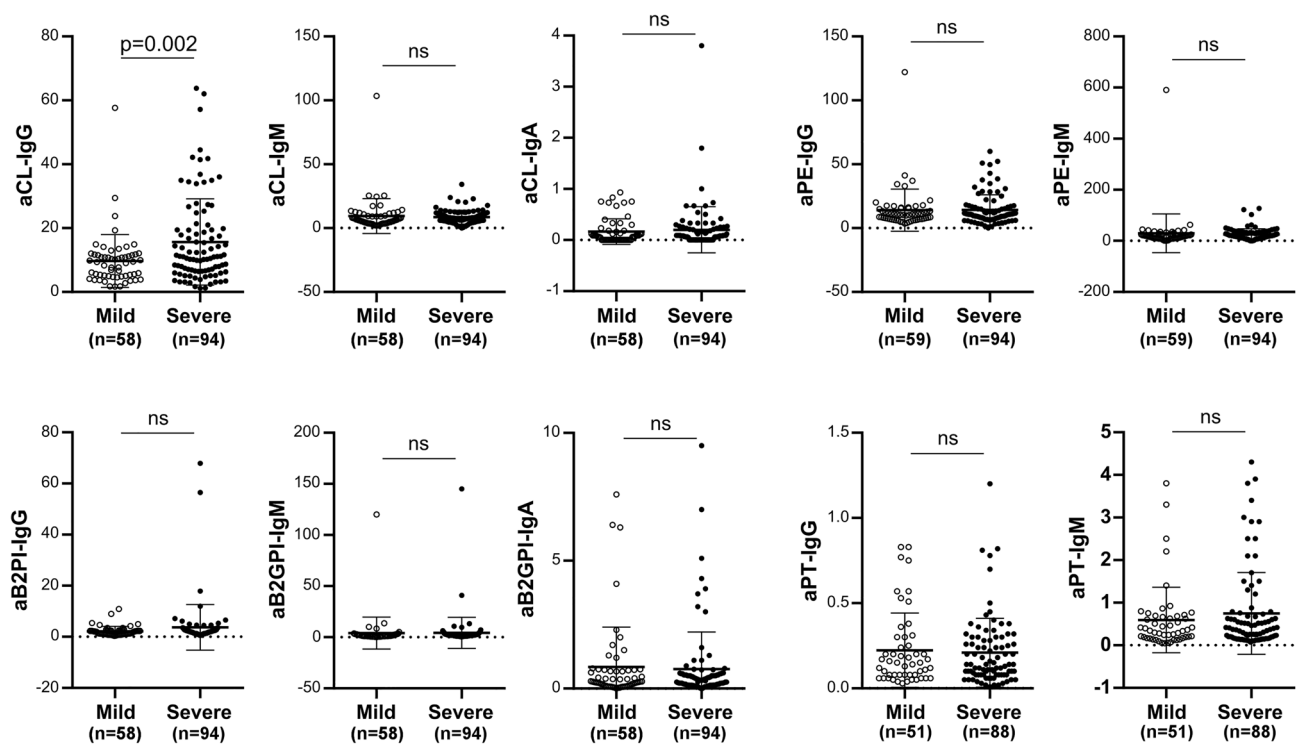 p=0.002
aCL-IgG
80
60
40
20
0
Mild
(n=58)
Severe
(n=94)
ns
aCL-IgM
150
100
50
0
-50
Mild
(n=58)
Severe
(n=94)
ns
aCL-IgA
4
3
2
1
0
-1
Mild
(n=58)
Severe
(n=94)
ns
aPE-IgG
150
100
50
0
-50
Mild
(n=59)
Severe
(n=94)
ns
aPE-IgM
800
600
400
200
0
-200
Mild
(n=59)
Severe
(n=94)
ns
aB2PI-IgG
80
60
40
20
0
-20
Mild
(n=58)
Severe
(n=94)
ns
aB2GPI-IgM
200
150
100
50
0
-50
Mild
(n=58)
Severe
(n=94)
ns
aB2GPI-IgA
10
5
0
Mild
(n=58)
Severe
(n=94)
ns
aPT-IgG
1.5
1.0
0.5
0.0
Mild
(n=51)
Severe
(n=88)
ns
aPT-IgM
5
4
3
2
1
0
-1
Mild
(n=51)
Severe
(n=88)